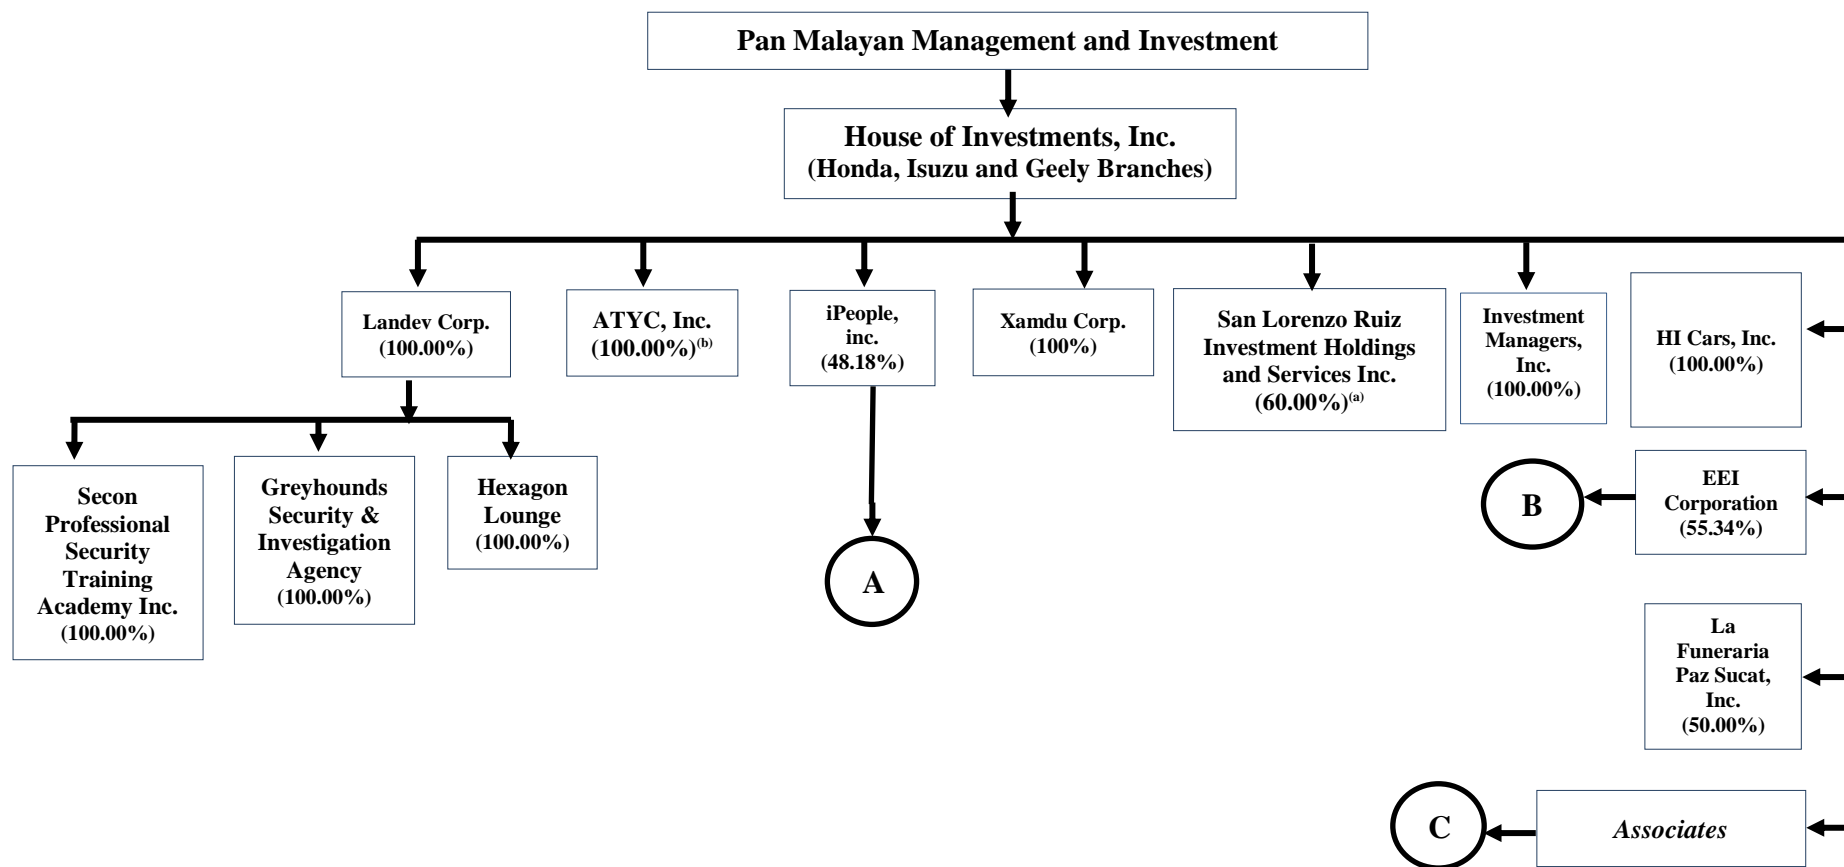 Pan Malayan Management and Investment
House of Investments, Inc.
(Honda, Isuzu and Geely Branches)
Landev Corp.
(100.00%)
ATYC, Inc.
(100.00%)(b)
iPeople,
inc.
(48.18%)
Xamdu Corp.
(100%)
San Lorenzo Ruiz
Investment Holdings
and Services Inc.
(60.00%)(a)
Investment
Managers,
Inc.
(100.00%)
HI Cars, Inc.
(100.00%)
Secon
Professional
Security
Training
Academy Inc.
(100.00%)
Greyhounds
Security &
Investigation
Agency
(100.00%)
Hexagon
Lounge
(100.00%)
A
B
EEI
Corporation
(55.34%)
La
Funeraria
Paz Sucat,
Inc.
(50.00%)
C
Associates